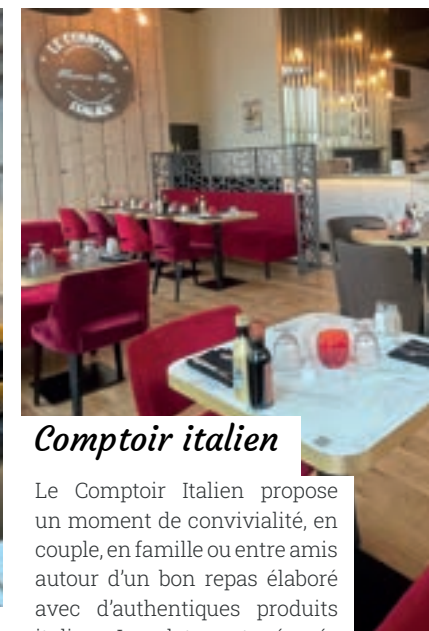 LE COMPTOIR
ITALIEN
Comptoir italien
Le Comptoir Italien propose
un moment de convivialité, en
couple, en famille ou entre amis
autour d'un bon repas élaboré
avec d'authentiques produits